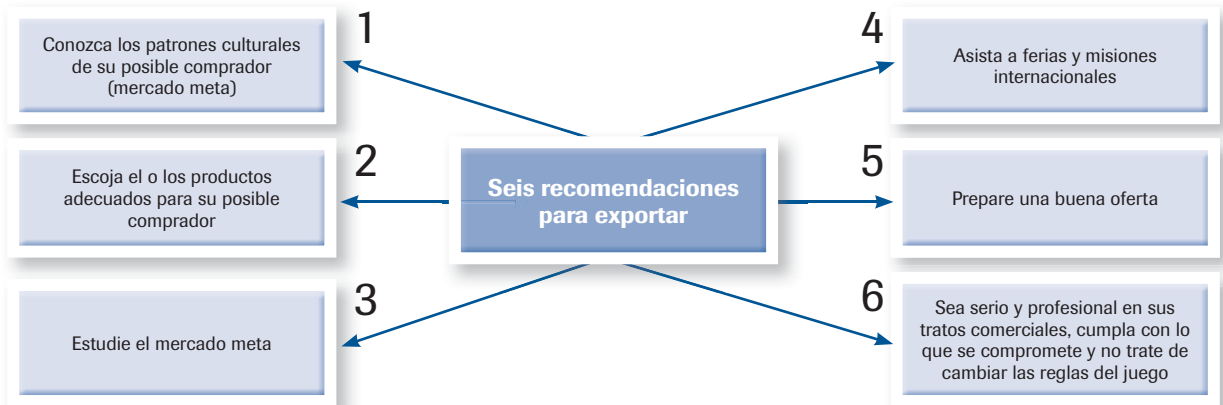 1
Conozca los patrones culturales
de su posible comprador
(mercado meta)
2
Escoja el o los productos
adecuados para su posible
comprador
3
Estudie el mercado meta
Seis recomendaciones
para exportar
4
Asista a ferias y misiones
internacionales
5
Prepare una buena oferta
6
Sea serio y profesional en sus
tratos comerciales, cumpla con lo
que se compromete y no trate de
cambiar las reglas del juego